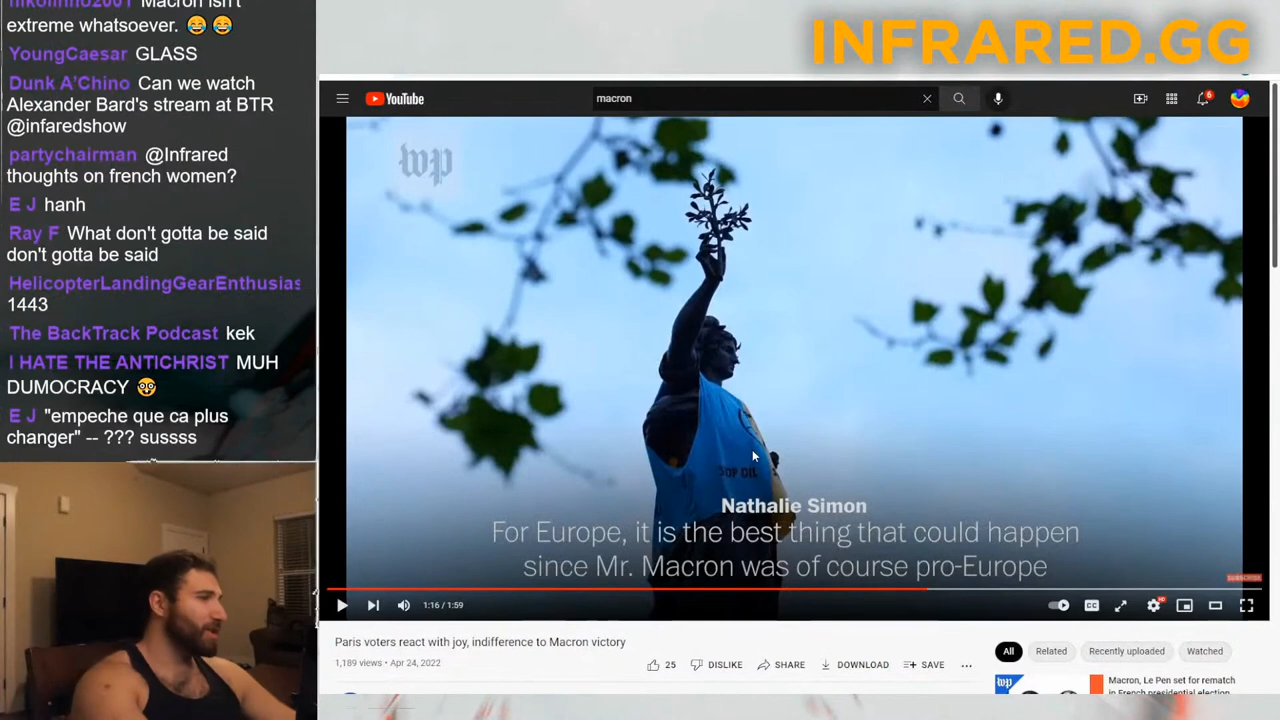 extreme whatsoever. 😂 😂
YoungCaesar GLASS
Dunk A'Chino Can we watch
Alexander Bard's stream at BTR
@infaredshow
partychairman @Infrared
thoughts on french women?
E J hanh
Ray F What don't gotta be said
don't gotta be said
HelicopterLandingGearEnthusias
1443
The BackTrack Podcast kek
I HATE THE ANTICHRIST MUH
DUMOCRACY 🤓
E J "empeche que ca plus
changer" -- ??? sussss
INFRARED.GG
YouTube
macron
6
wp
Nathalie Simon
For Europe, it is the best thing that could happen
since Mr. Macron was of course pro-Europe
SUBSCRIBE
1:16 / 1:59
HD
Paris voters react with joy, indifference to Macron victory
1,189 views • Apr 24, 2022
25
DISLIKE
SHARE
DOWNLOAD
SAVE
All
Related
Recently uploaded
Watched
wp
Macron, Le Pen set for rematch
in French presidential election